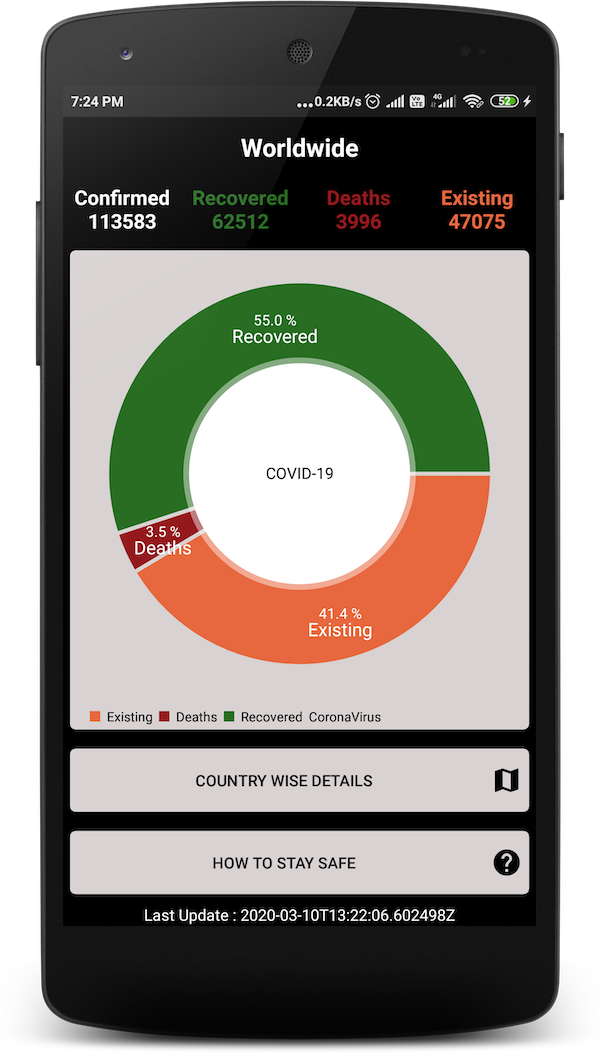 7:24 PM
...0.2KB/s Vo LTE 4G 52
Worldwide
Confirmed Recovered Deaths Existing
113583 62512 3996 47075
55.0 %
Recovered
COVID-19
3.5 %
Deaths
41.4 %
Existing
Existing Deaths Recovered CoronaVirus
COUNTRY WISE DETAILS
HOW TO STAY SAFE
Last Update : 2020-03-10T13:22:06.602498Z